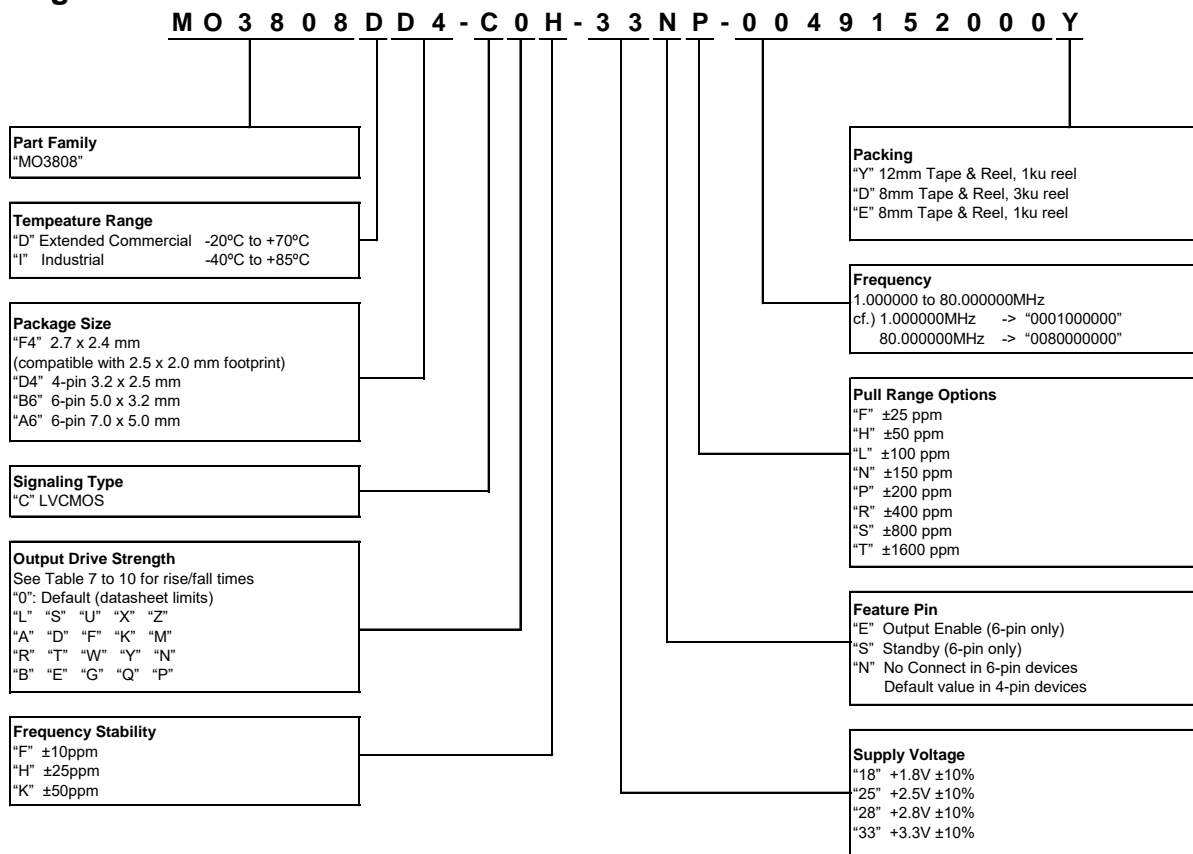 M O 3 8 0 8 D D 4 - C 0 H - 3 3 N P - 0 0 4 9 1 5 2 0 0 0 Y
Part Family
“MO3808”
Tempeature Range
“D” Extended Commercial -20ºC to +70ºC
“I” Industrial -40ºC to +85ºC
Package Size
“F4” 2.7 x 2.4 mm
(compatible with 2.5 x 2.0 mm footprint)
“D4” 4-pin 3.2 x 2.5 mm
“B6” 6-pin 5.0 x 3.2 mm
“A6” 6-pin 7.0 x 5.0 mm
Signaling Type
“C” LVCMOS
Output Drive Strength
See Table 7 to 10 for rise/fall times
“0”: Default (datasheet limits)
“L” “S” “U” “X” “Z”
“A” “D” “F” “K” “M”
“R” “T” “W” “Y” “N”
“B” “E” “G” “Q” “P”
Frequency Stability
“F” ±10ppm
“H” ±25ppm
“K” ±50ppm
Packing
“Y” 12mm Tape & Reel, 1ku reel
“D” 8mm Tape & Reel, 3ku reel
“E” 8mm Tape & Reel, 1ku reel
Frequency
1.000000 to 80.000000MHz
cf.) 1.000000MHz -> “0001000000”
80.000000MHz -> “0080000000”
Pull Range Options
“F” ±25 ppm
“H” ±50 ppm
“L” ±100 ppm
“N” ±150 ppm
“P” ±200 ppm
“R” ±400 ppm
“S” ±800 ppm
“T” ±1600 ppm
Feature Pin
“E” Output Enable (6-pin only)
“S” Standby (6-pin only)
“N” No Connect in 6-pin devices
Default value in 4-pin devices
Supply Voltage
“18” +1.8V ±10%
“25” +2.5V ±10%
“28” +2.8V ±10%
“33” +3.3V ±10%